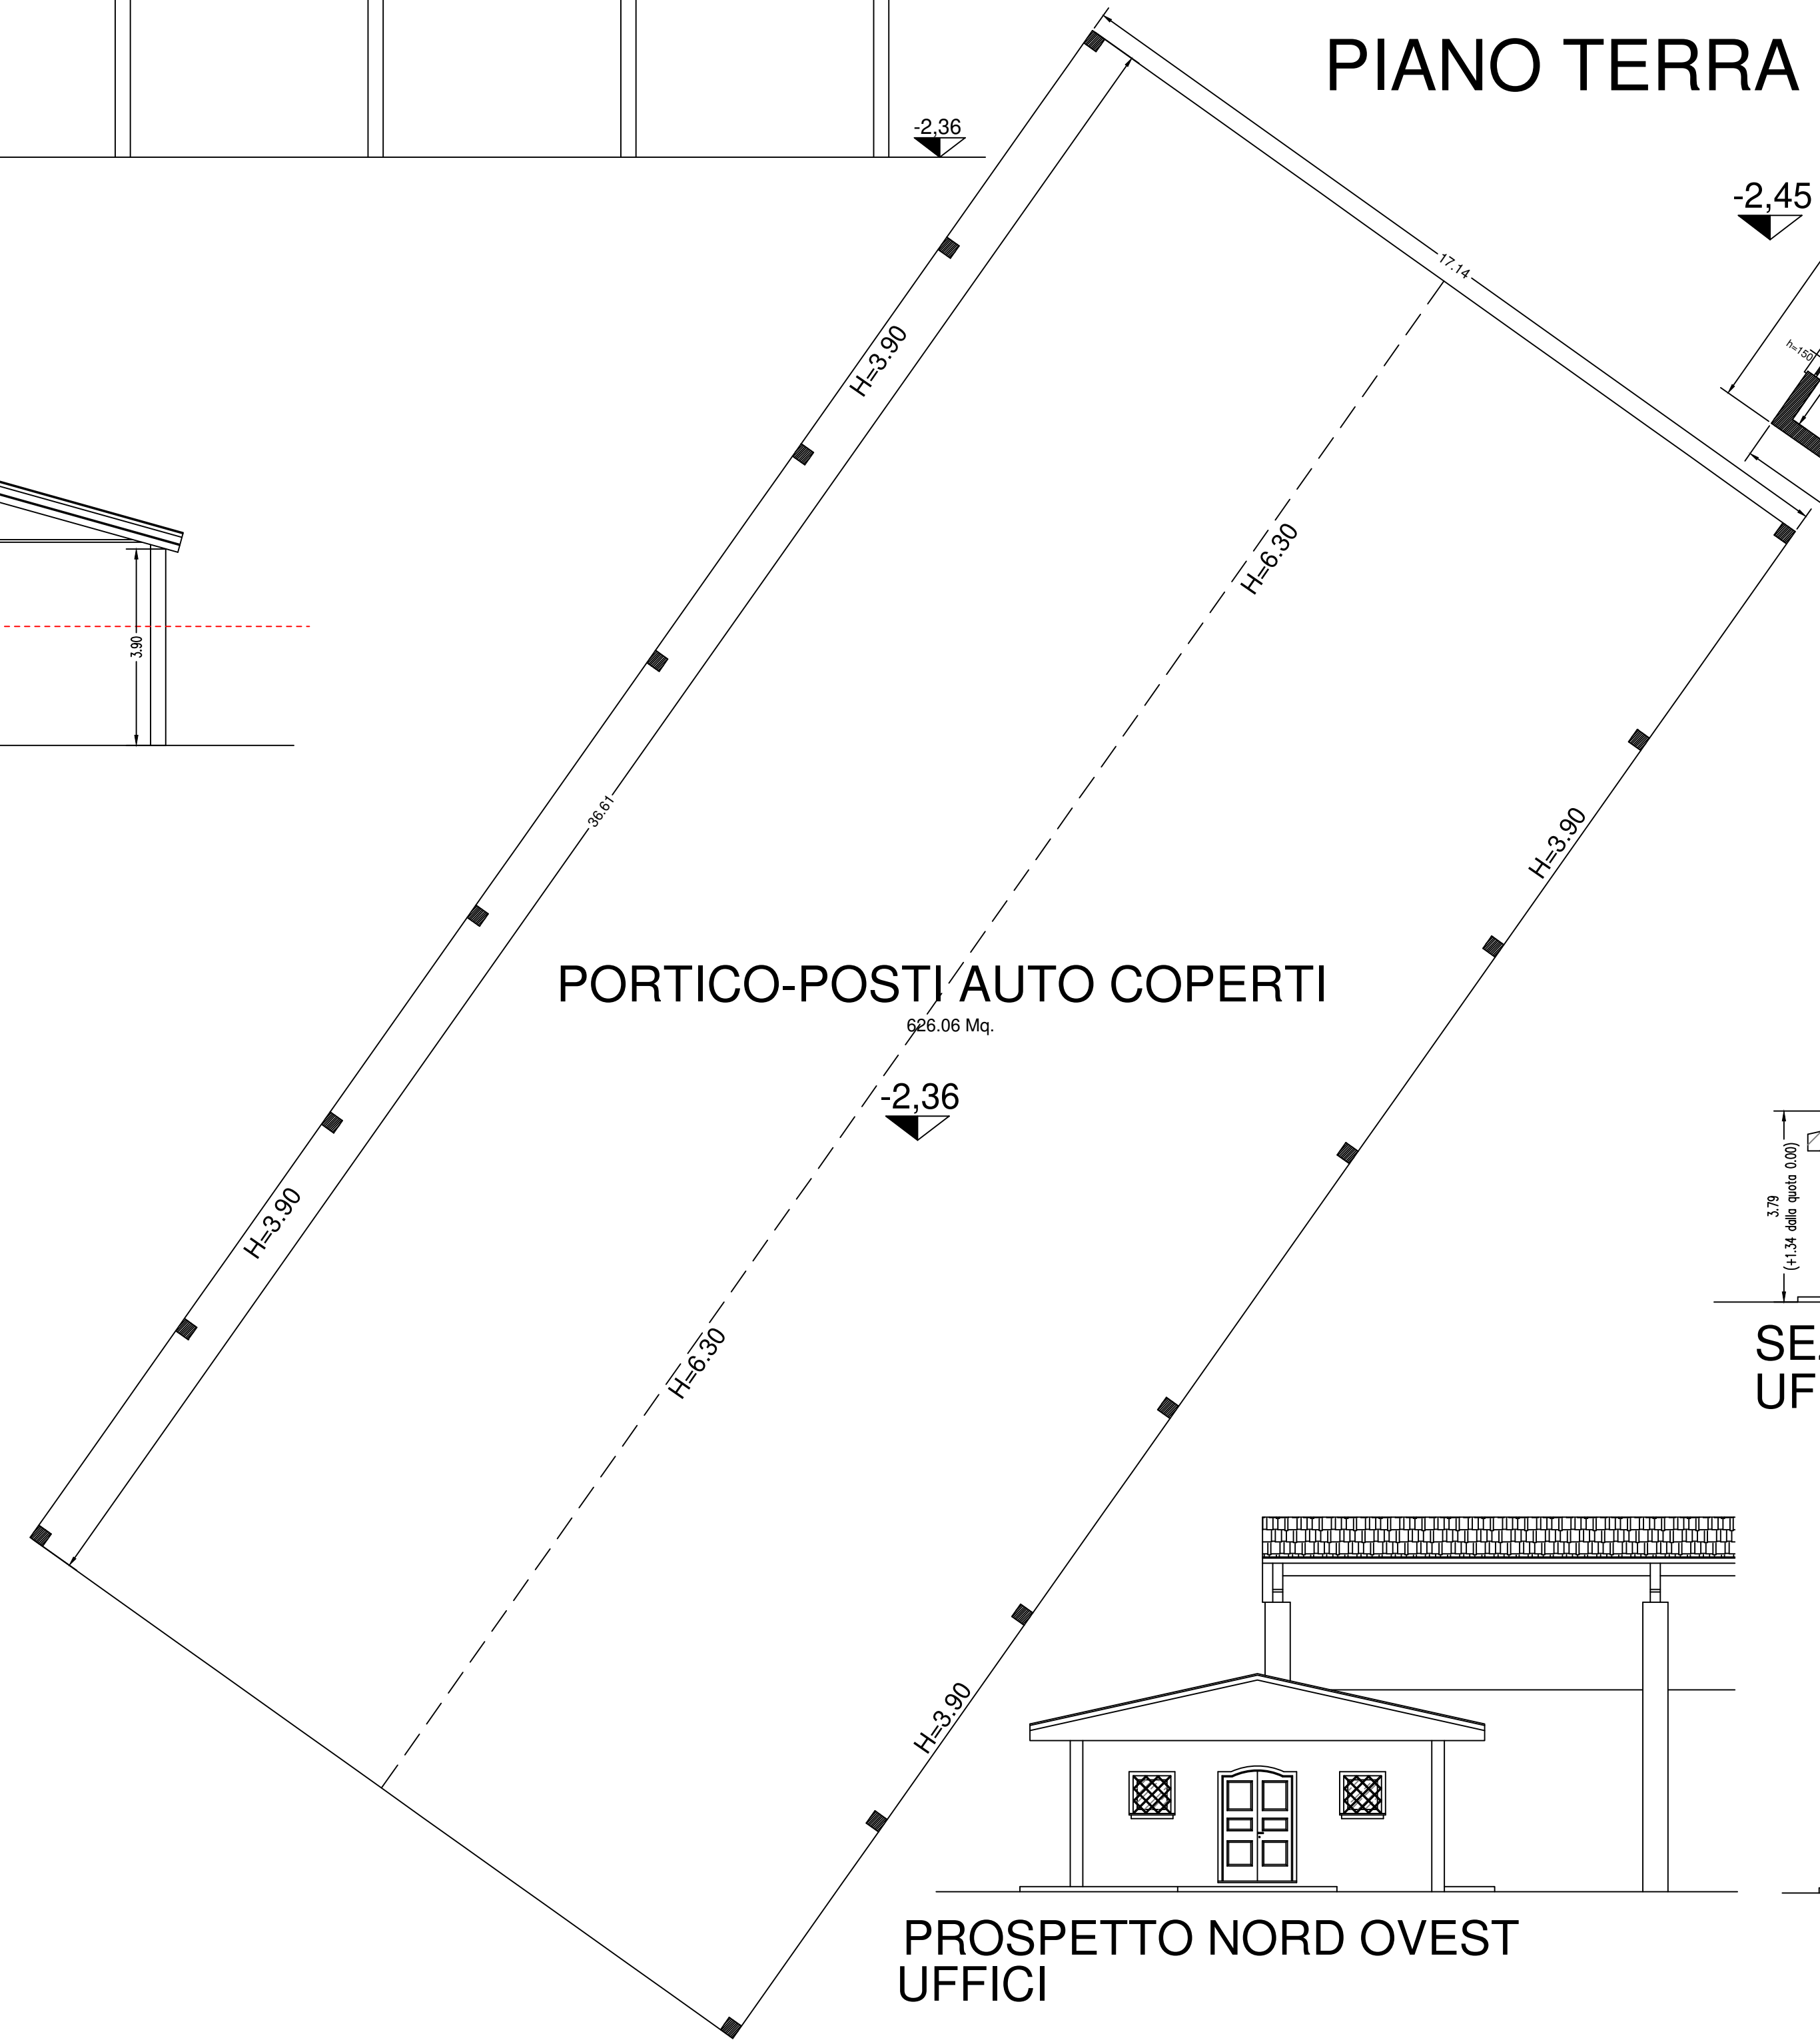 PIANO TERRA
-2,36
-2,45
17.14
H=3.90
h=150
H=6.30
3.90
36.61
H=3.90
PORTICO-POSTI AUTO COPERTI
626.06 Mq.
-2,36
H=3.90
3.79
(+1.34 dalla quota 0.00)
H=6.30
SE
UF
H=3.90
PROSPETTO NORD OVEST
UFFICI